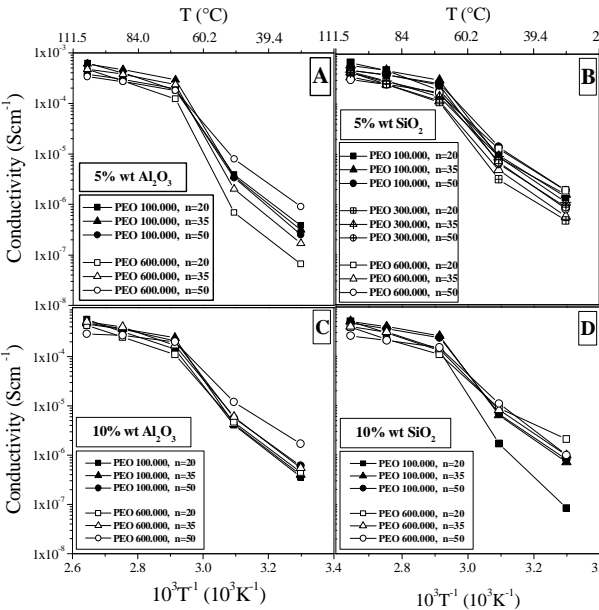 T (°C)
T (°C)
111.5 84.0 60.2 39.4
111.5 84 60.2 39.4 2
1x10⁻³
1x10⁻⁴
1x10⁻⁵
1x10⁻⁶
1x10⁻⁷
1x10⁻⁸
Conductivity (Scm⁻¹)
A
5% wt Al₂O₃
PEO 100.000, n=20
PEO 100.000, n=35
PEO 100.000, n=50
PEO 600.000, n=20
PEO 600.000, n=35
PEO 600.000, n=50
B
5% wt SiO₂
PEO 100.000, n=20
PEO 100.000, n=35
PEO 100.000, n=50
PEO 300.000, n=20
PEO 300.000, n=35
PEO 300.000, n=50
PEO 600.000, n=20
PEO 600.000, n=35
PEO 600.000, n=50
1x10⁻⁴
1x10⁻⁵
1x10⁻⁶
1x10⁻⁷
1x10⁻⁸
Conductivity (Scm⁻¹)
C
10% wt Al₂O₃
PEO 100.000, n=20
PEO 100.000, n=35
PEO 100.000, n=50
PEO 600.000, n=20
PEO 600.000, n=35
PEO 600.000, n=50
D
10% wt SiO₂
PEO 100.000, n=20
PEO 100.000, n=35
PEO 100.000, n=50
PEO 600.000, n=20
PEO 600.000, n=35
PEO 600.000, n=50
2.6 2.8 3.0 3.2 3.4
2.8 3.0 3.2
10³T⁻¹ (10³K⁻¹)
10³T⁻¹ (10³K⁻¹)